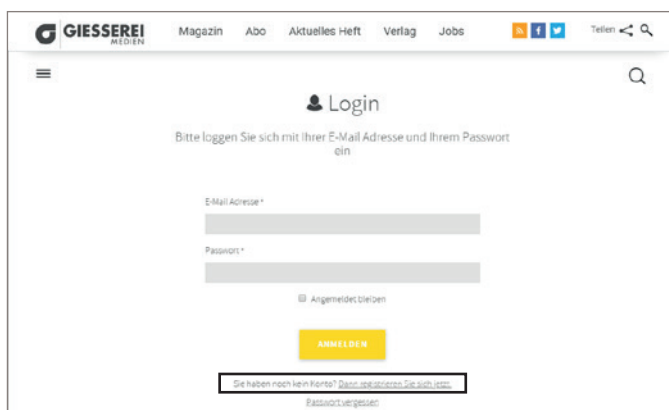 GIESSEREI
MEDIEN
Magazin Abo Aktuelles Heft Verlag Jobs Teilen
Login
Bitte loggen Sie sich mit Ihrer E-Mail Adresse und Ihrem Passwort
ein
E-Mail Adresse *
Passwort *
Angemeldet bleiben
ANMELDEN
Sie haben noch kein Konto? Dann registrieren Sie sich jetzt.
Passwort vergessen